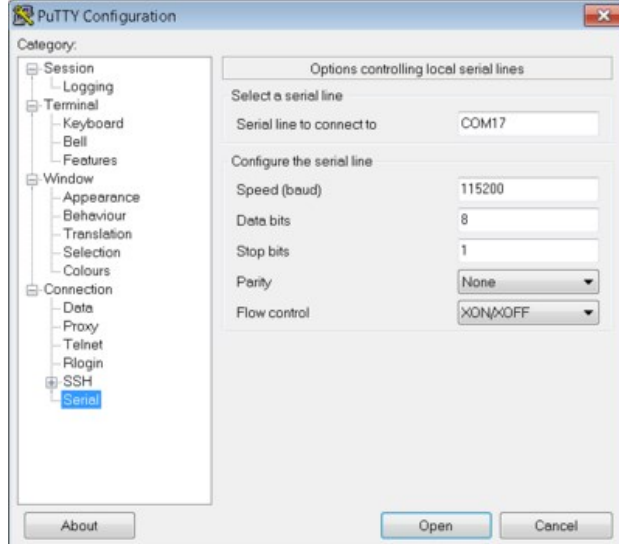 PuTTY Configuration
Category:
Session
Logging
Terminal
Keyboard
Bell
Features
Window
Appearance
Behaviour
Translation
Selection
Colours
Connection
Data
Proxy
Telnet
Rlogin
SSH
Serial
Options controlling local serial lines
Select a serial line
Serial line to connect to COM17
Configure the serial line
Speed (baud) 115200
Data bits 8
Stop bits 1
Parity None
Flow control XON/XOFF
About
Open Cancel